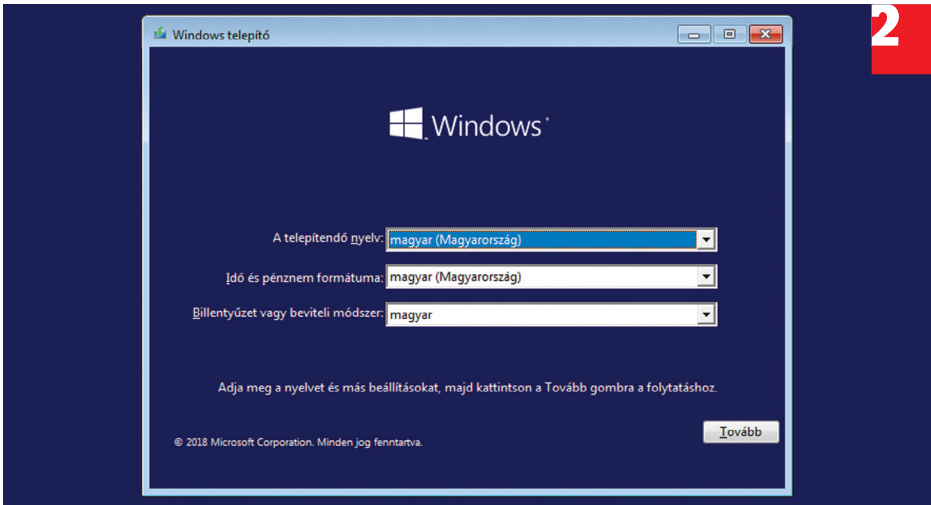 2
Windows telepítő
Windows
A telepítendő nyelv: magyar (Magyarország)
Idő és pénznem formátuma: magyar (Magyarország)
Billentyűzet vagy beviteli módszer: magyar
Adja meg a nyelvet és más beállításokat, majd kattintson a Tovább gombra a folytatáshoz.
Tovább
© 2018 Microsoft Corporation. Minden jog fenntartva.